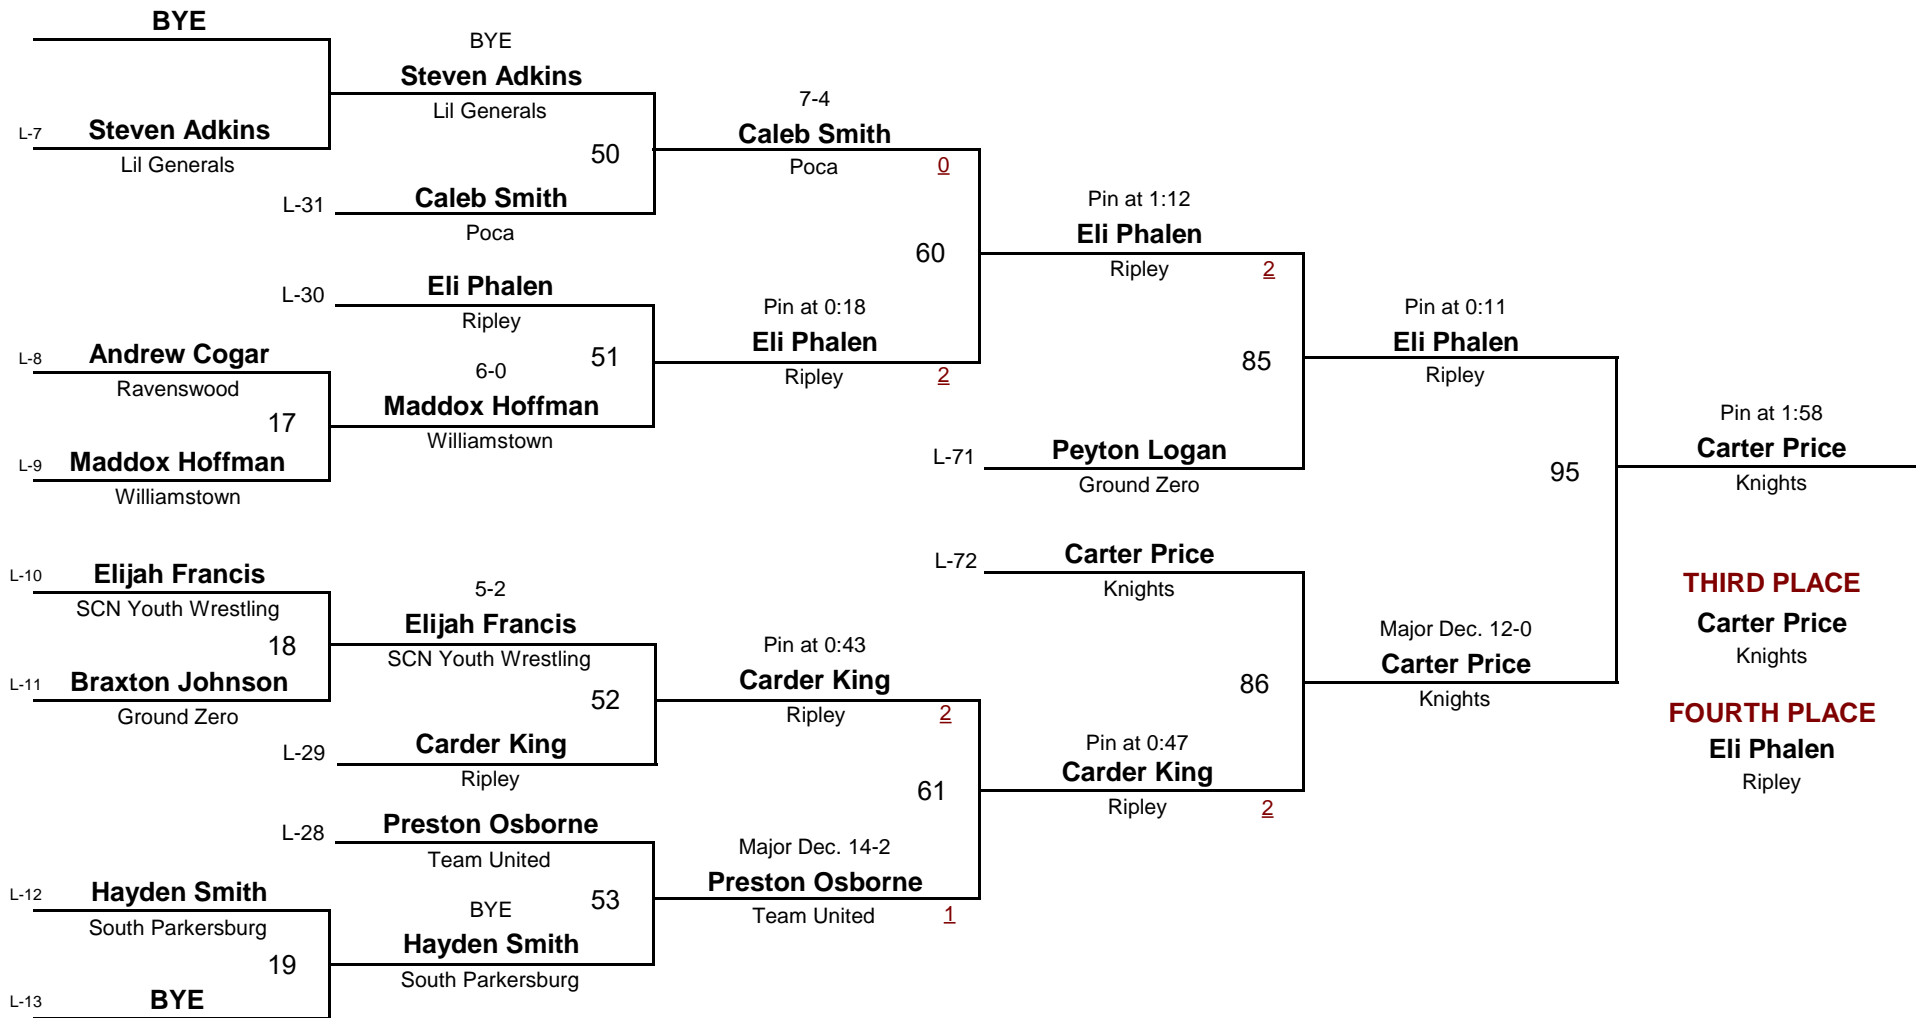 BYE
L-7 Steven Adkins
Lil Generals
BYE
Steven Adkins
Lil Generals
50
L-31 Caleb Smith
Poca
7-4
Caleb Smith
Poca 0
60
L-30 Eli Phalen
Ripley
51
L-8 Andrew Cogar
Ravenswood
17
L-9 Maddox Hoffman
Williamstown
6-0
Maddox Hoffman
Williamstown
Pin at 0:18
Eli Phalen
Ripley 2
Pin at 1:12
Eli Phalen
Ripley 2
85
L-71 Peyton Logan
Ground Zero
Pin at 0:11
Eli Phalen
Ripley
95
Pin at 1:58
Carter Price
Knights
L-10 Elijah Francis
SCN Youth Wrestling
18
L-11 Braxton Johnson
Ground Zero
5-2
Elijah Francis
SCN Youth Wrestling
52
L-29 Carder King
Ripley
Pin at 0:43
Carder King
Ripley 2
61
L-28 Preston Osborne
Team United
53
L-12 Hayden Smith
South Parkersburg
19
L-13 BYE
BYE
Hayden Smith
South Parkersburg
Major Dec. 14-2
Preston Osborne
Team United 1
L-72 Carter Price
Knights
86
Pin at 0:47
Carder King
Ripley 2
Major Dec. 12-0
Carter Price
Knights
THIRD PLACE
Carter Price
Knights
FOURTH PLACE
Eli Phalen
Ripley